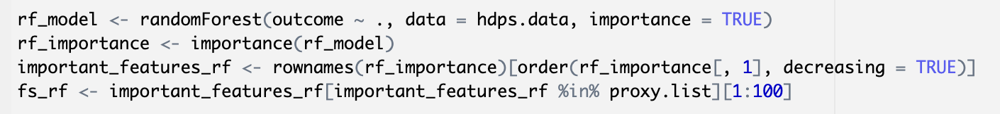 rf_model <- randomForest(outcome ~ ., data = hdps.data, importance = TRUE)
rf_importance <- importance(rf_model)
important_features_rf <- rownames(rf_importance)[order(rf_importance[, 1], decreasing = TRUE)]
fs_rf <- important_features_rf[important_features_rf %in% proxy.list][1:100]